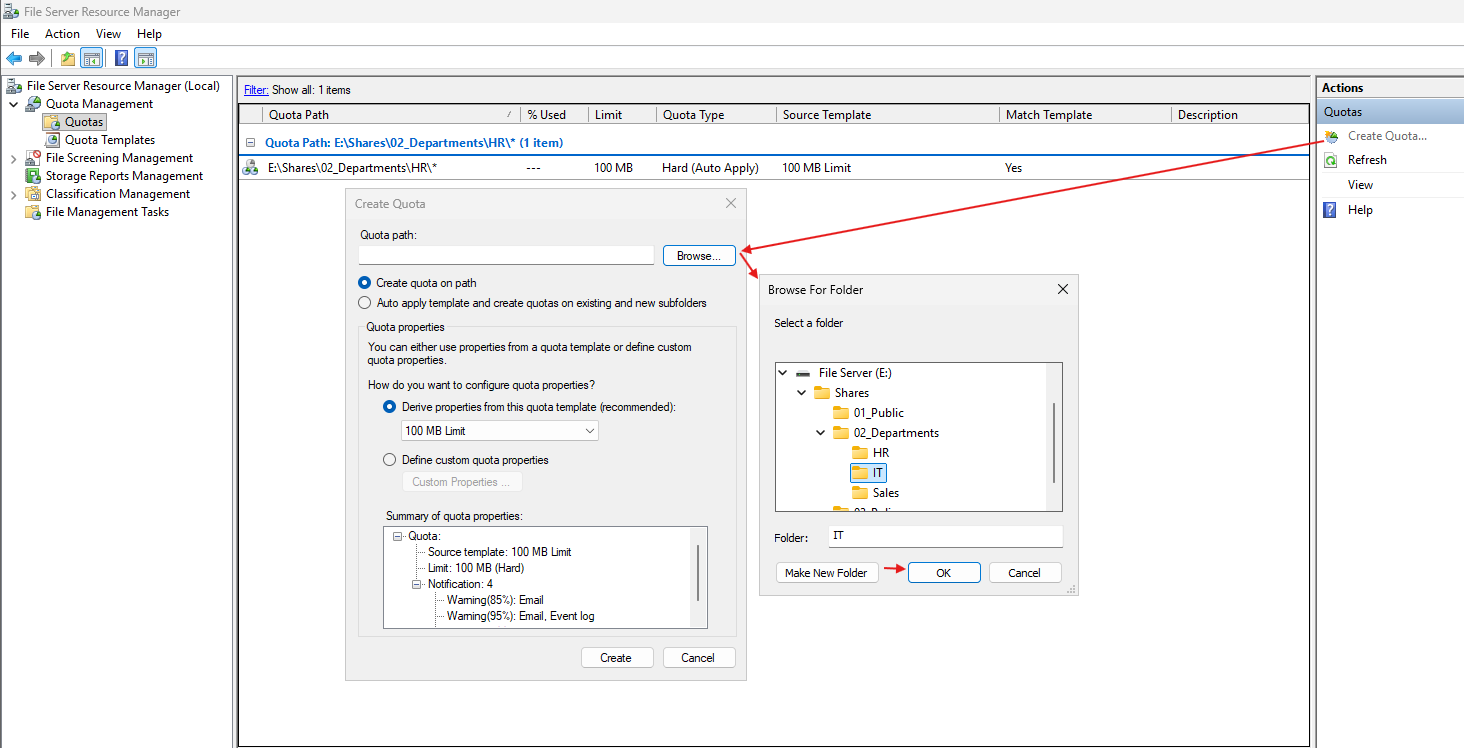 File Server Resource Manager
File Action View Help
File Server Resource Manager (Local)
Quota Management
Quotas
Quota Templates
File Screening Management
Storage Reports Management
Classification Management
File Management Tasks
Filter: Show all: 1 items
Quota Path % Used Limit Quota Type Source Template Match Template Description
Quota Path: E:\Shares\02_Departments\HR\* (1 item)
E:\Shares\02_Departments\HR\* --- 100 MB Hard (Auto Apply) 100 MB Limit Yes
Create Quota
Quota path:
Browse...
Create quota on path
Auto apply template and create quotas on existing and new subfolders
Quota properties
You can either use properties from a quota template or define custom
quota properties.
How do you want to configure quota properties?
Derive properties from this quota template (recommended):
100 MB Limit
Define custom quota properties
Custom Properties ...
Summary of quota properties:
Quota:
Source template: 100 MB Limit
Limit: 100 MB (Hard)
Notification: 4
Warning(85%): Email
Warning(95%): Email, Event log
Create Cancel
Browse For Folder
Select a folder
File Server (E:)
Shares
01_Public
02_Departments
HR
IT
Sales
Folder: IT
Make New Folder OK Cancel
Actions
Quotas
Create Quota...
Refresh
View
Help